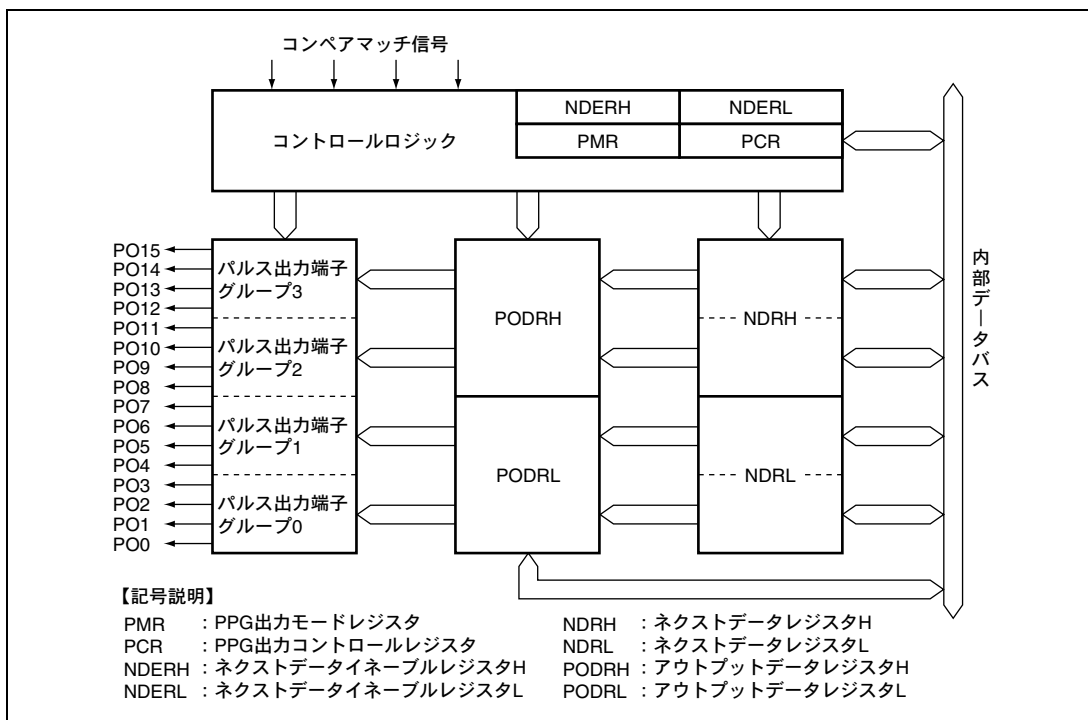 コンペアマッチ信号
コントロールロジック
NDERH
NDERL
PMR
PCR
PO15
PO14
PO13
PO12
PO11
PO10
PO9
PO8
PO7
PO6
PO5
PO4
PO3
PO2
PO1
PO0
パルス出力端子
グループ3
パルス出力端子
グループ2
パルス出力端子
グループ1
パルス出力端子
グループ0
PODRH
PODRL
NDRH
NDRL
内部データバス
【記号説明】
PMR :PPG出力モードレジスタ
PCR :PPG出力コントロールレジスタ
NDERH :ネクストデータイネーブルレジスタH
NDERL :ネクストデータイネーブルレジスタL
NDRH :ネクストデータレジスタH
NDRL :ネクストデータレジスタL
PODRH :アウトプットデータレジスタH
PODRL :アウトプットデータレジスタL